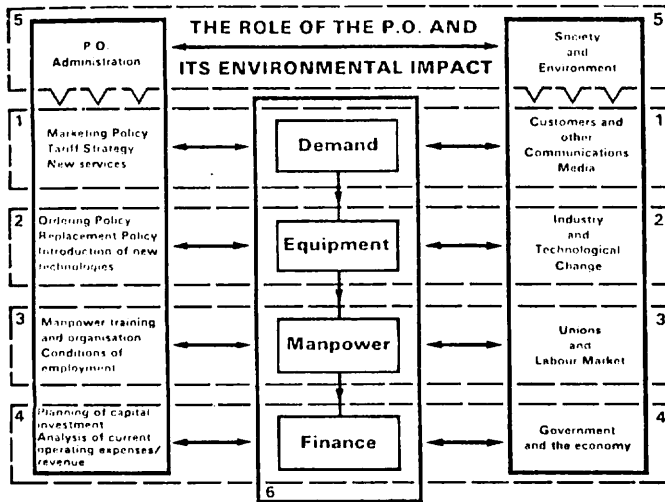 THE ROLE OF THE P.O. AND
ITS ENVIRONMENTAL IMPACT
5
P.O.
Administration
Society
and
Environment
5
1
Marketing Policy
Tariff Strategy
New services
Demand
Customers and
other
Communications
Media
1
2
Ordering Policy
Replacement Policy
Introduction of new
technologies
Equipment
Industry
and
Technological
Change
2
3
Manpower training
and organisation
Conditions of
employment
Manpower
Unions
and
Labour Market
3
4
Planning of capital
investment
Analysis of current
operating expenses/
revenue
Finance
Government
and the economy
4
6